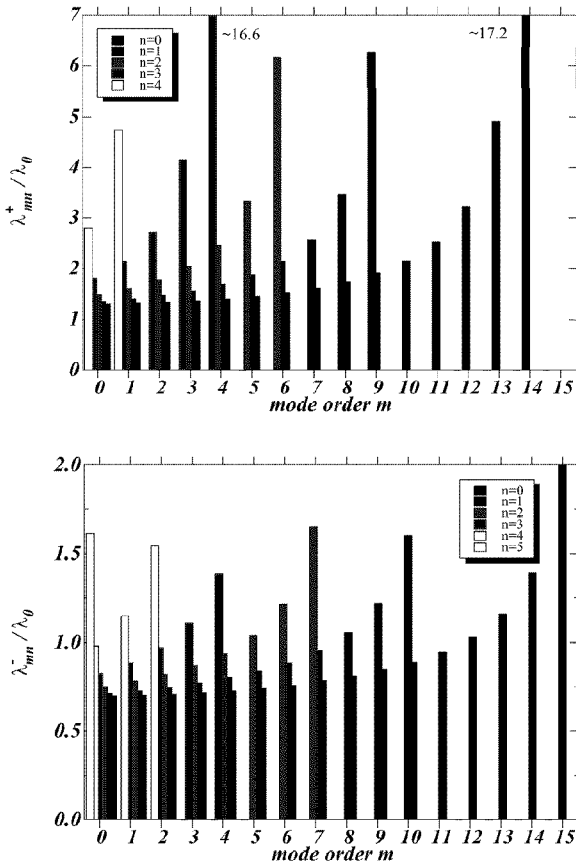 7
6
5
4
3
2
1
0
λ⁺ₘₙ / λ₀
n=0
n=1
n=2
n=3
n=4
~16.6
~17.2
0 1 2 3 4 5 6 7 8 9 10 11 12 13 14 15
mode order m
2.0
1.5
1.0
0.5
0.0
λ⁻ₘₙ / λ₀
n=0
n=1
n=2
n=3
n=4
n=5
0 1 2 3 4 5 6 7 8 9 10 11 12 13 14 15
mode order m